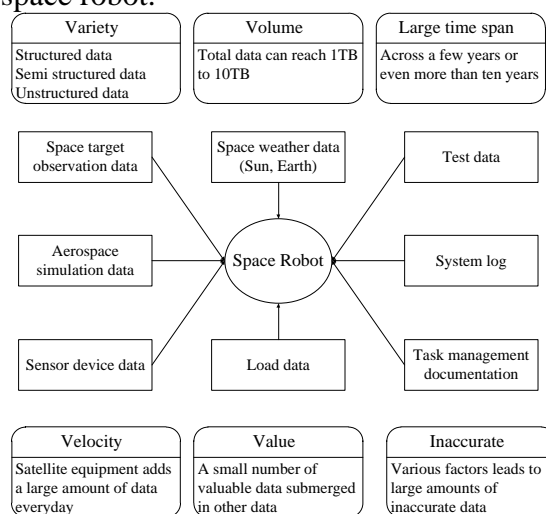 space robot.
Variety
Structured data
Semi structured data
Unstructured data
Volume
Total data can reach 1TB
to 10TB
Large time span
Across a few years or
even more than ten years
Space target
observation data
Space weather data
(Sun, Earth)
Test data
Aerospace
simulation data
Space Robot
System log
Sensor device data
Load data
Task management
documentation
Velocity
Satellite equipment adds
a large amount of data
everyday
Value
A small number of
valuable data submerged
in other data
Inaccurate
Various factors leads to
large amounts of
inaccurate data